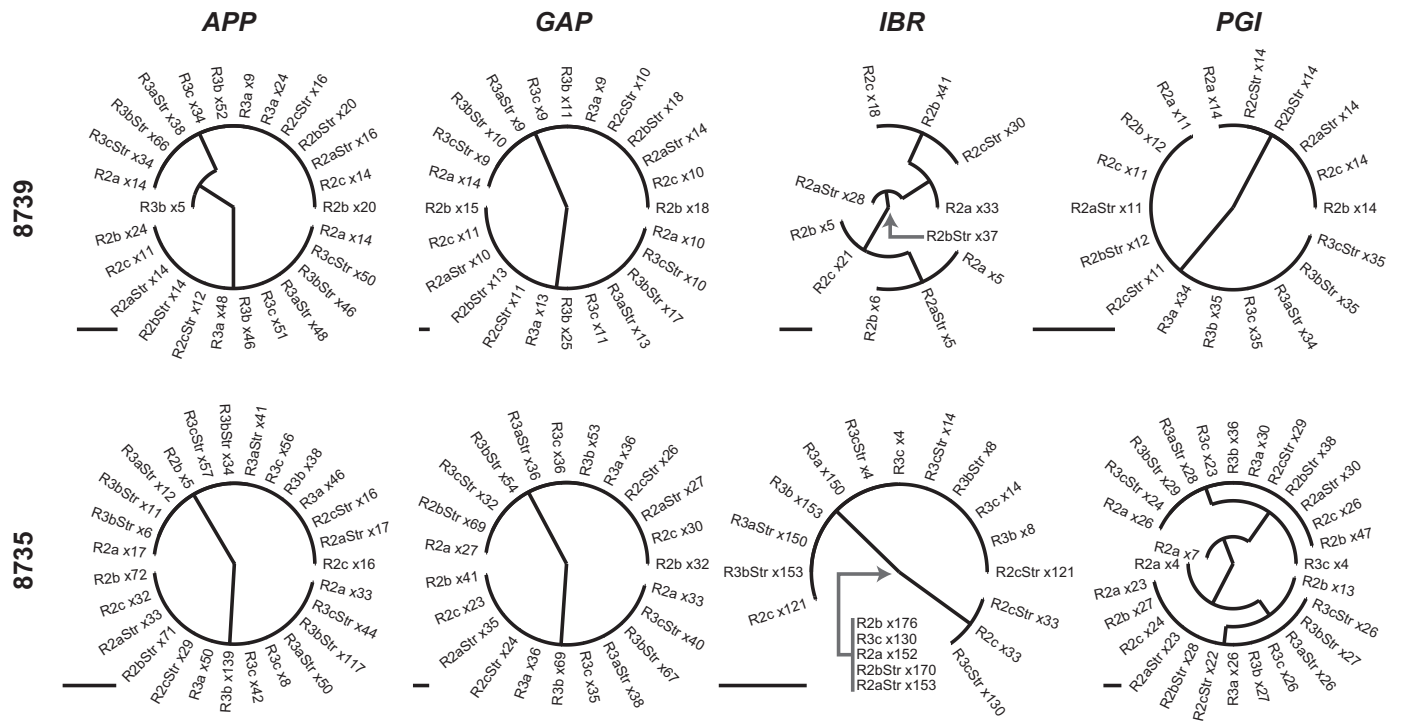 APP
GAP
IBR
PGI
8739
R2a x14
R3cStr x34
R3bStr x66
R3aStr x38
R3c x34
R3b x52
R3a x9
R3a x24
R2cStr x16
R2bStr x20
R2aStr x16
R2c x14
R2b x20
R3b x5
R2b x24
R2c x11
R2aStr x14
R2bStr x14
R2cStr x12
R3a x48
R3b x46
R3c x51
R3aStr x48
R3bStr x46
R3cStr x50
R2a x14
R2a x14
R3cStr x9
R3bStr x10
R3aStr x9
R3c x9
R3b x11
R3a x9
R2cStr x10
R2bStr x18
R2aStr x14
R2c x10
R2b x18
R2b x15
R2c x11
R2aStr x10
R2bStr x13
R2cStr x11
R3a x13
R3b x25
R3c x11
R3aStr x13
R3bStr x17
R3cStr x10
R2a x10
R2c x18
R2b x41
R2cStr x30
R2a x33
R2aStr x28
R2bStr x37
R2b x5
R2c x21
R2b x6
R2aStr x5
R2a x5
R2aStr x11
R2c x11
R2b x12
R2a x11
R2a x14
R2cStr x14
R2bStr x14
R2aStr x14
R2c x14
R2b x14
R2bStr x12
R2cStr x11
R3a x34
R3b x35
R3c x35
R3aStr x34
R3bStr x35
R3cStr x35
8735
R2a x17
R3bStr x6
R3bStr x11
R3aStr x12
R2b x5
R3cStr x57
R3bStr x34
R3aStr x41
R3c x56
R3b x38
R3a x46
R2cStr x16
R2aStr x17
R2c x16
R2b x72
R2c x32
R2aStr x33
R2bStr x71
R2cStr x29
R3a x50
R3b x139
R3c x42
R3c x8
R3aStr x50
R3bStr x117
R3cStr x44
R2a x33
R2a x27
R2bStr x69
R3cStr x32
R3bStr x54
R3aStr x36
R3c x36
R3b x53
R3a x36
R2cStr x26
R2aStr x27
R2c x30
R2b x32
R2b x41
R2c x23
R2aStr x35
R2cStr x24
R3a x36
R3b x69
R3c x35
R3aStr x38
R3bStr x67
R3cStr x40
R2a x33
R2c x121
R3bStr x153
R3aStr x150
R3b x153
R3a x150
R3cStr x4
R3c x4
R3cStr x14
R3bStr x8
R3c x14
R3b x8
R2cStr x121
R2cStr x33
R2c x33
R3cStr x130
R2b x176
R3c x130
R2a x152
R2bStr x170
R2aStr x153
R2a x26
R3cStr x24
R3bStr x29
R3aStr x28
R3c x23
R3b x36
R3a x30
R2cStr x29
R2bStr x38
R2aStr x30
R2c x26
R2b x47
R3c x4
R2a x7
R2a x4
R2a x23
R2b x27
R2c x24
R2aStr x23
R2bStr x28
R2cStr x22
R3a x26
R3b x27
R3c x26
R3aStr x26
R3bStr x27
R3cStr x26
R2b x13